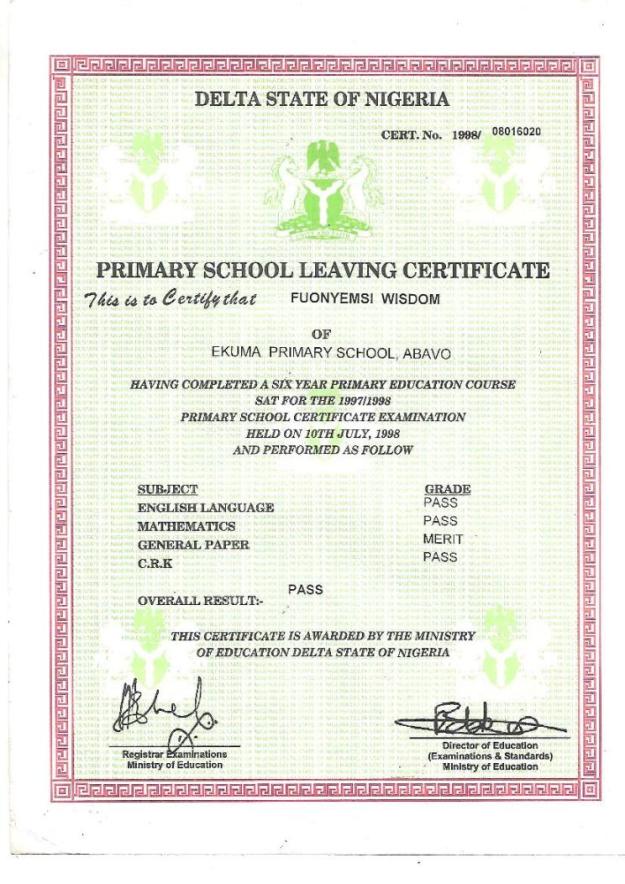 DELTA STATE OF NIGERIA
CERT. No. 1998/ 08016020
PRIMARY SCHOOL LEAVING CERTIFICATE
This is to Certify that FUONYEMSI WISDOM
OF
EKUMA PRIMARY SCHOOL, ABAVO
HAVING COMPLETED A SIX YEAR PRIMARY EDUCATION COURSE
SAT FOR THE 1997/1998
PRIMARY SCHOOL CERTIFICATE EXAMINATION
HELD ON 10TH JULY, 1998
AND PERFORMED AS FOLLOW
SUBJECT GRADE
ENGLISH LANGUAGE PASS
MATHEMATICS PASS
GENERAL PAPER MERIT
C.R.K PASS
OVERALL RESULT:- PASS
THIS CERTIFICATE IS AWARDED BY THE MINISTRY
OF EDUCATION DELTA STATE OF NIGERIA
Registrar Examinations
Ministry of Education
Director of Education
(Examinations & Standards)
Ministry of Education